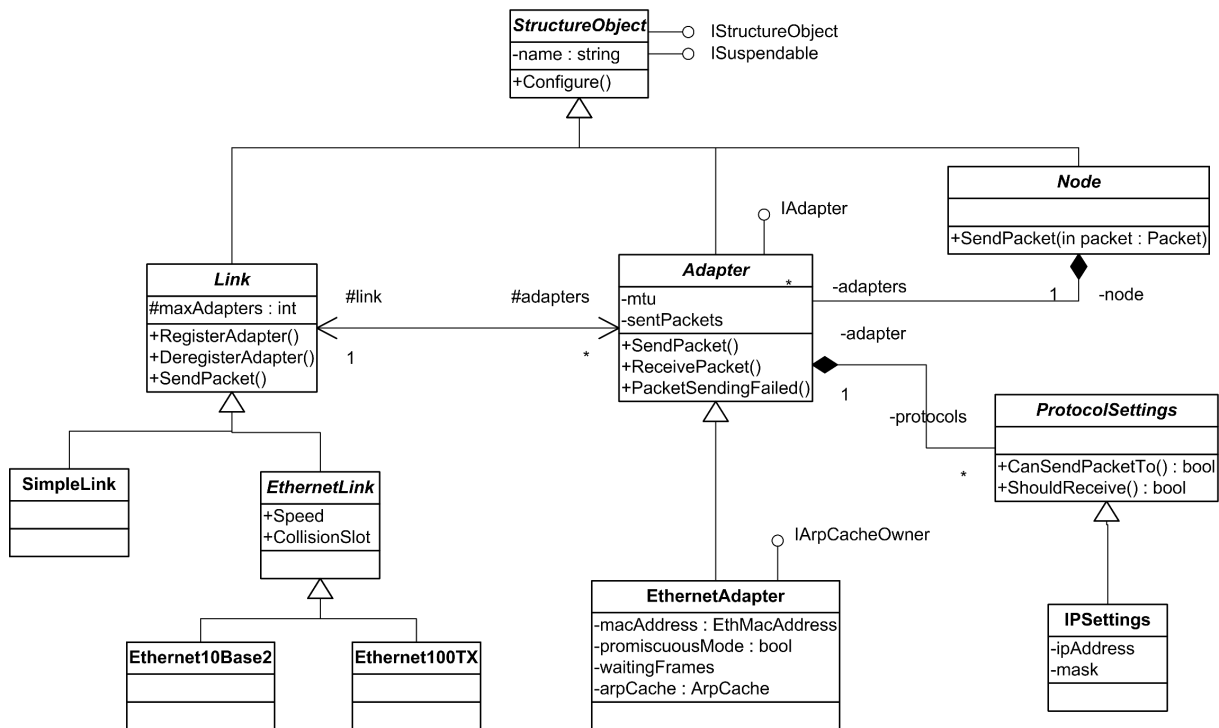 StructureObject
-name : string
+Configure()
IStructureObject
ISuspendable
Node
+SendPacket(in packet : Packet)
IAdapter
Link
#maxAdapters : int
+RegisterAdapter()
+DeregisterAdapter()
+SendPacket()
#link
#adapters
1
*
Adapter
-mtu
-sentPackets
+SendPacket()
+ReceivePacket()
+PacketSendingFailed()
*
-adapters
1
-node
-adapter
1
-protocols
*
ProtocolSettings
+CanSendPacketTo() : bool
+ShouldReceive() : bool
SimpleLink
EthernetLink
+Speed
+CollisionSlot
IArpCacheOwner
EthernetAdapter
-macAddress : EthMacAddress
-promiscuousMode : bool
-waitingFrames
-arpCache : ArpCache
IPSettings
-ipAddress
-mask
Ethernet10Base2
Ethernet100TX